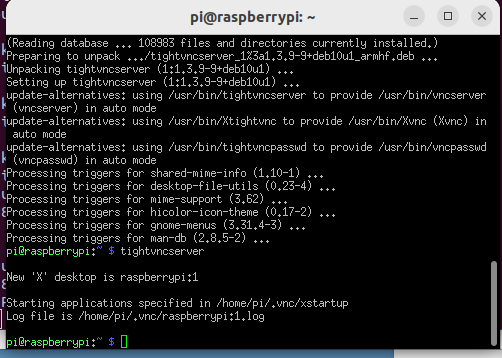 pi@raspberrypi: ~
(Reading database ... 108983 files and directories currently installed.)
Preparing to unpack .../tightvncserver_1%3a1.3.9-9+deb10u1_armhf.deb ...
Unpacking tightvncserver (1:1.3.9-9+deb10u1) ...
Setting up tightvncserver (1:1.3.9-9+deb10u1) ...
update-alternatives: using /usr/bin/tightvncserver to provide /usr/bin/vncserver
(vncserver) in auto mode
update-alternatives: using /usr/bin/Xtightvnc to provide /usr/bin/Xvnc (Xvnc) in
auto mode
update-alternatives: using /usr/bin/tightvncpasswd to provide /usr/bin/vncpasswd
(vncpasswd) in auto mode
Processing triggers for shared-mime-info (1.10-1) ...
Processing triggers for desktop-file-utils (0.23-4) ...
Processing triggers for mime-support (3.62) ...
Processing triggers for hicolor-icon-theme (0.17-2) ...
Processing triggers for gnome-menus (3.31.4-3) ...
Processing triggers for man-db (2.8.5-2) ...
pi@raspberrypi:~ $ tightvncserver
New 'X' desktop is raspberrypi:1
Starting applications specified in /home/pi/.vnc/xstartup
Log file is /home/pi/.vnc/raspberrypi:1.log
pi@raspberrypi:~ $